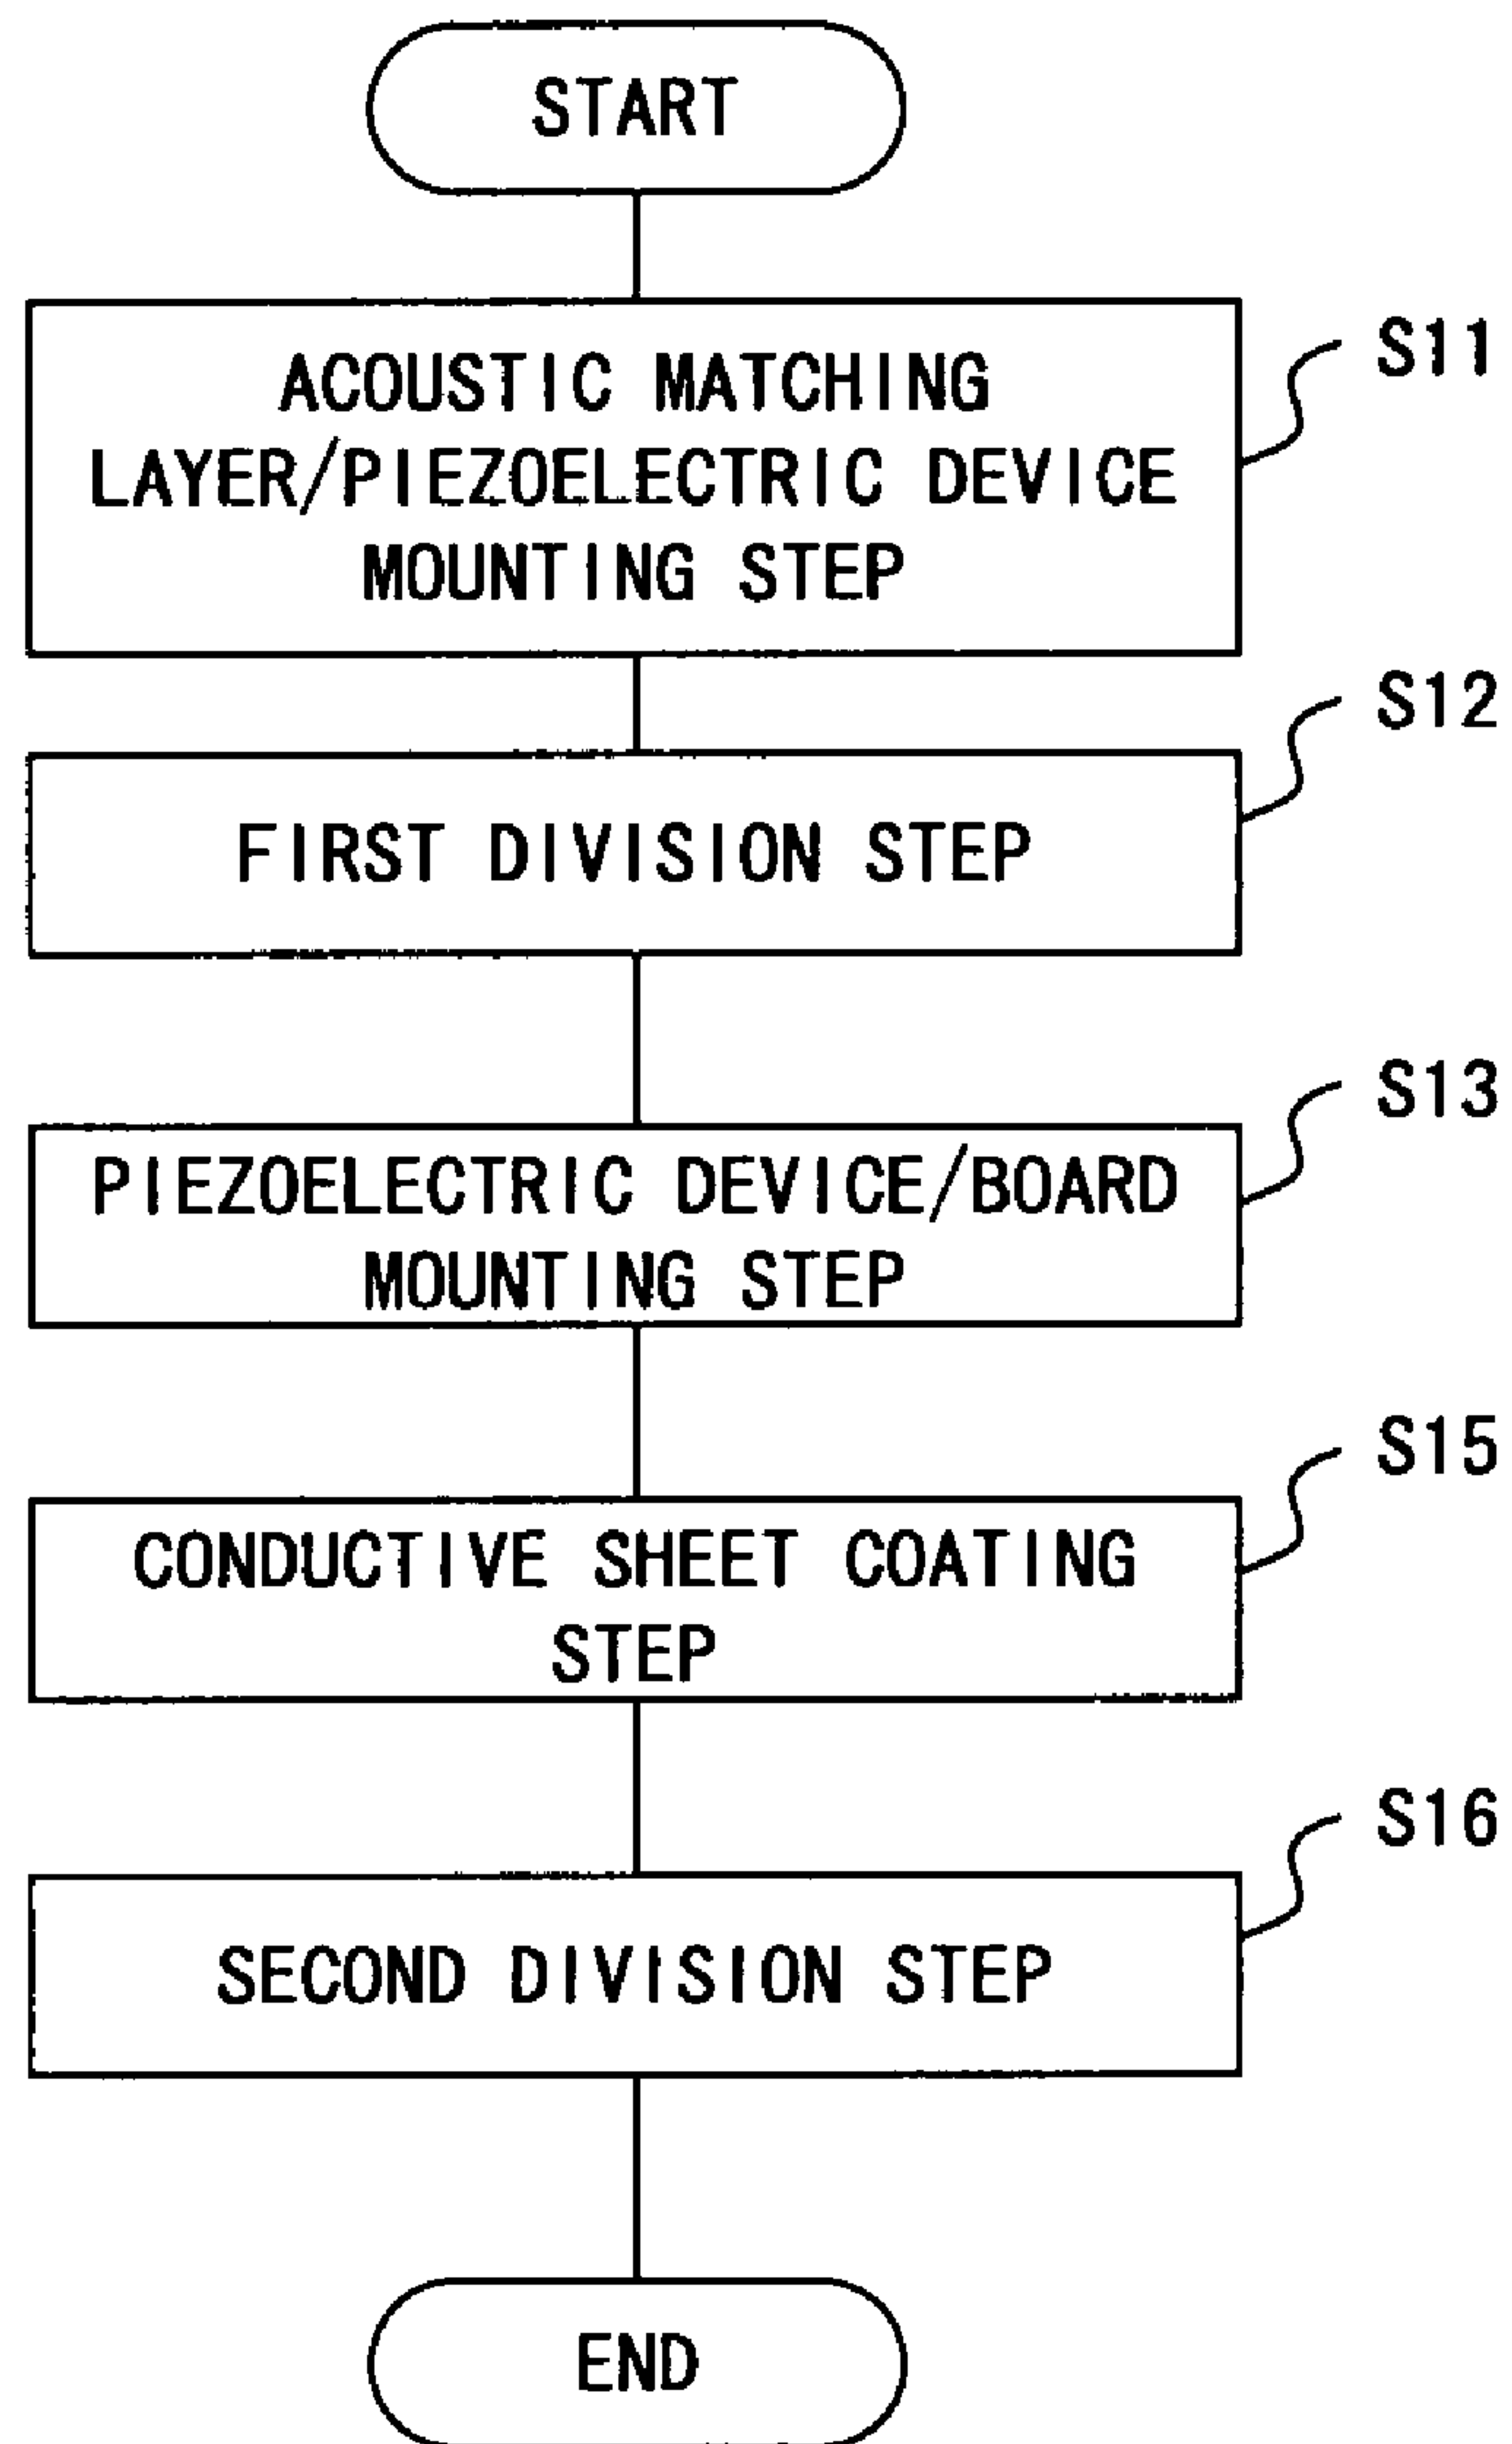 START
ACOUSTIC MATCHING
LAYER/PIEZOELECTRIC DEVICE
MOUNTING STEP
S11
FIRST DIVISION STEP
S12
PIEZOELECTRIC DEVICE/BOARD
MOUNTING STEP
S13
CONDUCTIVE SHEET COATING
STEP
S15
SECOND DIVISION STEP
S16
END